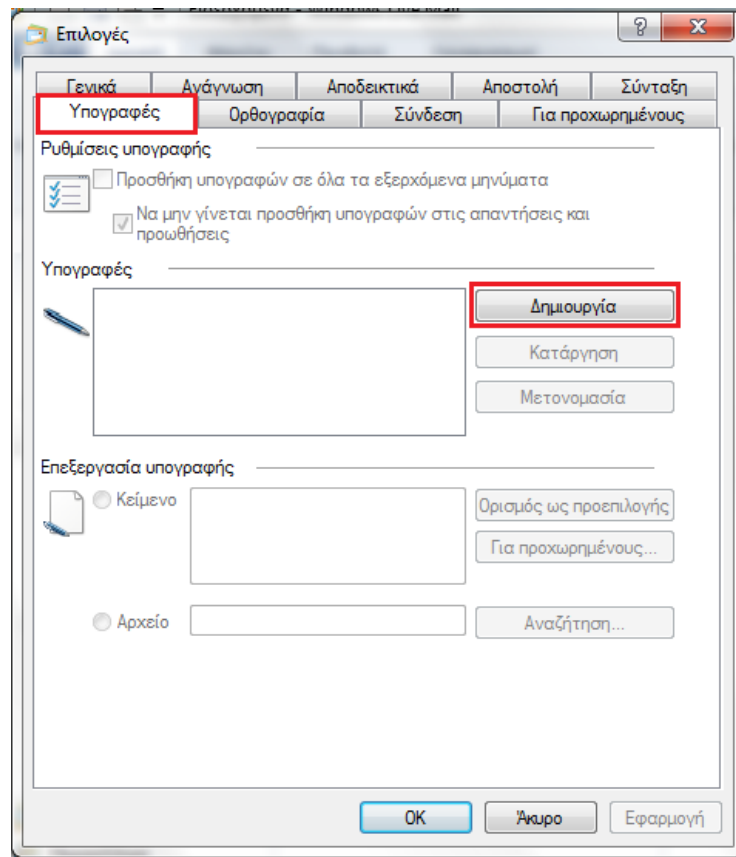 Επιλογές
Γενικά Ανάγνωση Αποδεικτικά Αποστολή Σύνταξη
Υπογραφές Ορθογραφία Σύνδεση Για προχωρημένους
Ρυθμίσεις υπογραφής
Προσθήκη υπογραφών σε όλα τα εξερχόμενα μηνύματα
Να μην γίνεται προσθήκη υπογραφών στις απαντήσεις και
προωθήσεις
Υπογραφές
Δημιουργία
Κατάργηση
Μετονομασία
Επεξεργασία υπογραφής
Κείμενο
Ορισμός ως προεπιλογής
Για προχωρημένους...
Αρχείο
Αναζήτηση...
OK Άκυρο Εφαρμογή